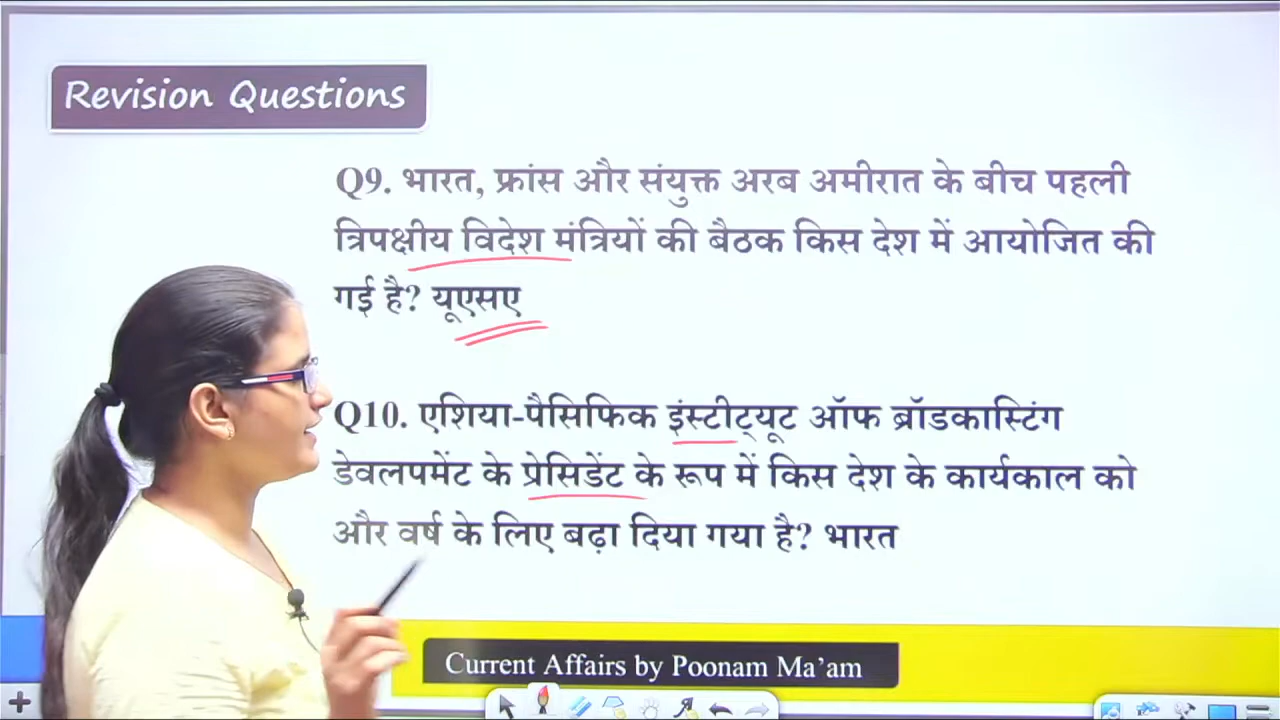 Revision Questions
Q9. भारत, फ्रांस और संयुक्त अरब अमीरात के बीच पहली
त्रिपक्षीय विदेश मंत्रियों की बैठक किस देश में आयोजित की
गई है? यूएसए
Q10. एशिया-पैसिफिक इंस्टीट्यूट ऑफ ब्रॉडकास्टिंग
डेवलपमेंट के प्रेसिडेंट के रूप में किस देश के कार्यकाल को
और वर्ष के लिए बढ़ा दिया गया है? भारत
Current Affairs by Poonam Ma’am